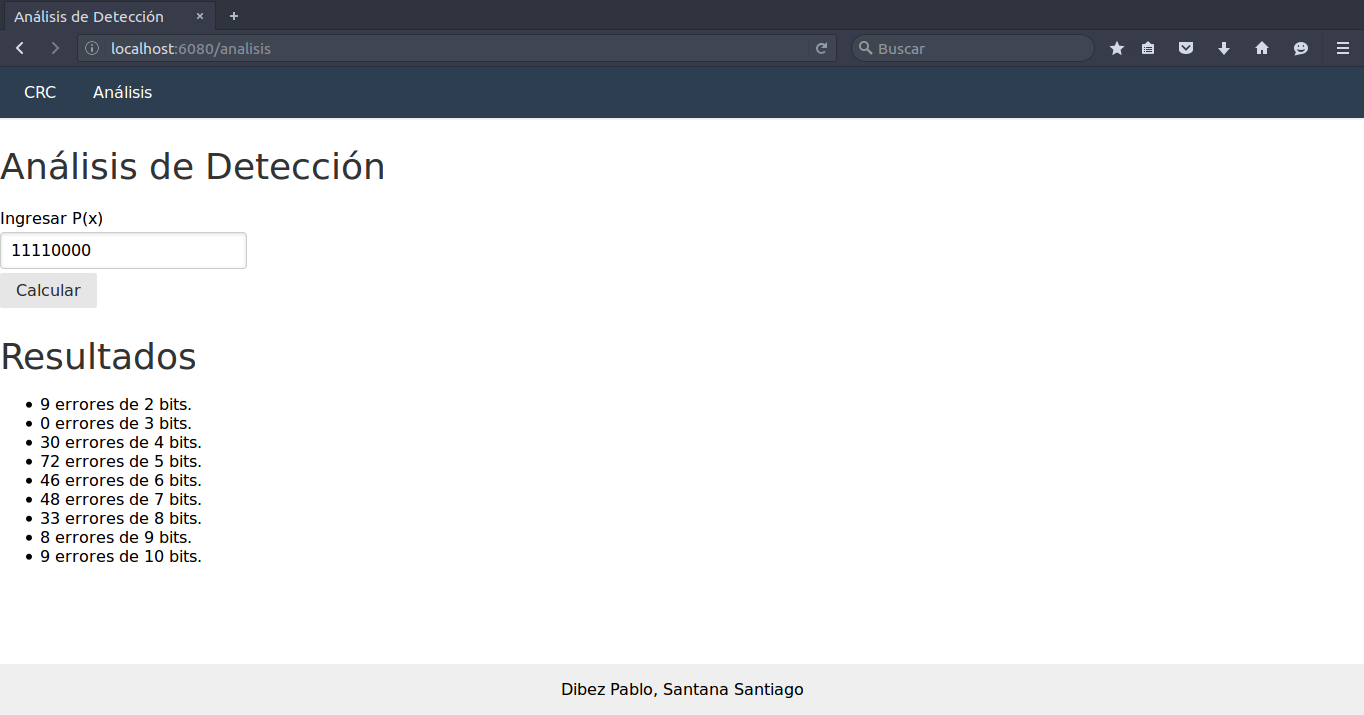 Análisis de Detección
localhost:6080/analisis
Buscar
CRC Análisis
Análisis de Detección
Ingresar P(x)
11110000
Calcular
Resultados
9 errores de 2 bits.
0 errores de 3 bits.
30 errores de 4 bits.
72 errores de 5 bits.
46 errores de 6 bits.
48 errores de 7 bits.
33 errores de 8 bits.
8 errores de 9 bits.
9 errores de 10 bits.
Dibez Pablo, Santana Santiago